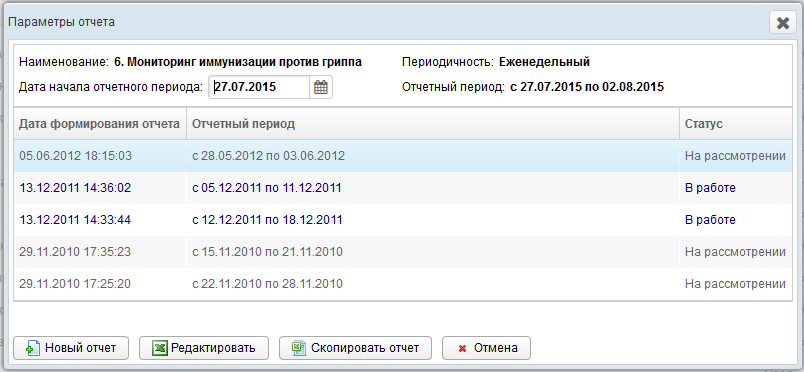 Параметры отчета
Наименование: 6. Мониторинг иммунизации против гриппа Периодичность: Еженедельный
Дата начала отчетного периода: 27.07.2015 Отчетный период: с 27.07.2015 по 02.08.2015
Дата формирования отчета Отчетный период Статус
05.06.2012 18:15:03 с 28.05.2012 по 03.06.2012 На рассмотрении
13.12.2011 14:36:02 с 05.12.2011 по 11.12.2011 В работе
13.12.2011 14:33:44 с 12.12.2011 по 18.12.2011 В работе
29.11.2010 17:35:23 с 15.11.2010 по 21.11.2010 На рассмотрении
29.11.2010 17:25:20 с 22.11.2010 по 28.11.2010 На рассмотрении
Новый отчет Редактировать Скопировать отчет Отмена